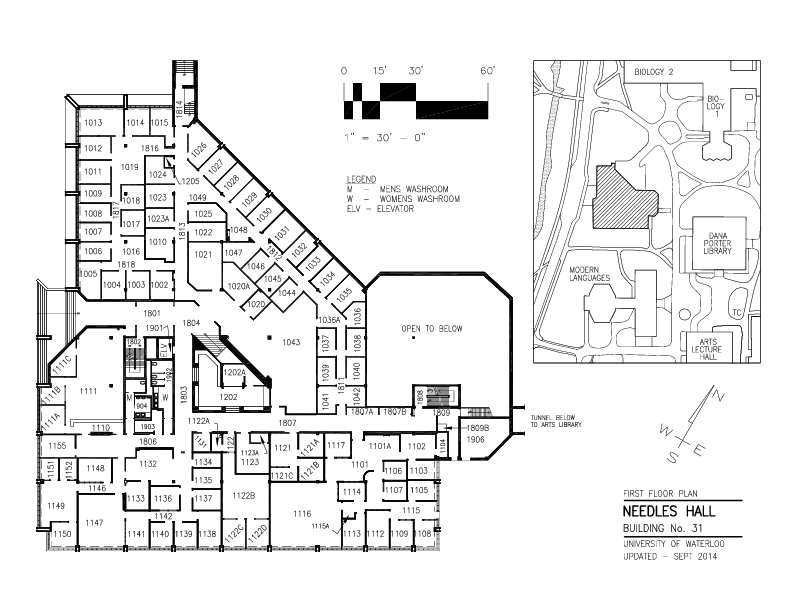 0 15' 30' 60'
1" = 30' - 0"
LEGEND
M - MENS WASHROOM
W - WOMENS WASHROOM
ELV - ELEVATOR
BIOLOGY 2
BIO-
LOGY
1
DANA
PORTER
LIBRARY
MODERN
LANGUAGES
TC
ARTS
LECTURE
HALL
1814
1013 1014 1015
1012 1816 1026
1011 1019 1024 1027
1205 1028
1009 1018 1023 1049 1029
1008 1817 1023A 1025 1030
1007 1017 1813 1022 1048 1031
1006 1016 1010 1021 1047 1812 1032
1818 1046 1033
1005 1004 1003 1002 1020A 1045 1034
1044 1035
1020
1801 1804 1036A 1036
1901
1802 ELV 1043 1037 1038
OPEN TO BELOW
1111C 1202A 1039 1040
1111 1902 1803 1202
1111B M W 1041 181 1042
904 1807A 1807B 1808 1809
1111A 1110 1903 1122A 1807
1809B
1906
TUNNEL BELOW
TO ARTS LIBRARY
1155 1806 1131 1122 1123A 1121 1121A 1117 1101A 1102 1104
1151 1152 1148 1132 1134 1123 1121B 1101 1106 1103
1146 1135 1121C
1149 1133 1136 1137 1122B 1116 1114 1107 1105
1147 1142 1115A 1115
1150 1141 1140 1139 1138 1122C 1122D 1113 1112 1109 1108
N
W E
S
FIRST FLOOR PLAN
NEEDLES HALL
BUILDING No. 31
UNIVERSITY OF WATERLOO
UPDATED - SEPT 2014